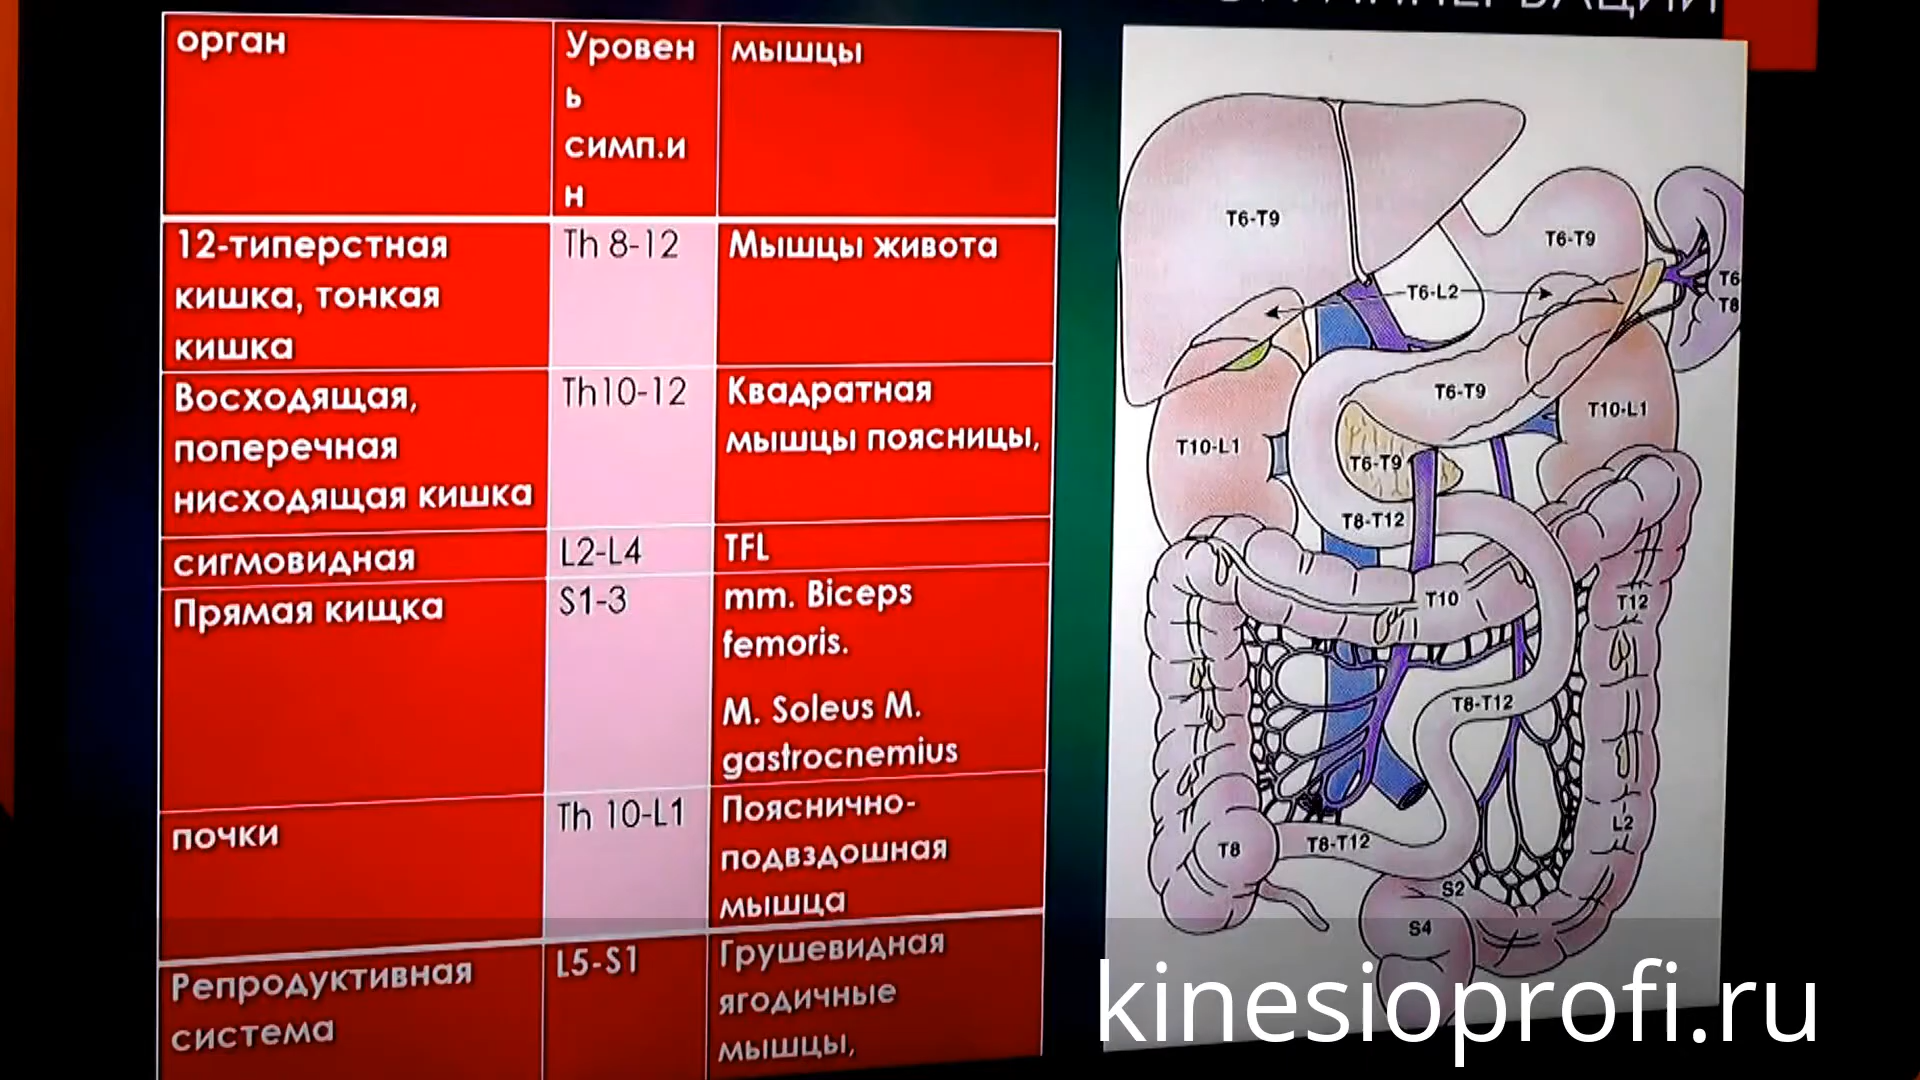 орган
Уровен
ь
симп.и
н
мышцы
12-типерстная
кишка, тонкая
кишка
Th 8-12
Мышцы живота
Восходящая,
поперечная
нисходящая кишка
Th10-12
Квадратная
мышцы поясницы,
сигмовидная
L2-L4
TFL
Прямая кищка
S1-3
mm. Biceps
femoris.
M. Soleus M.
gastrocnemius
почки
Th 10-L1
Пояснично-
подвздошная
мышца
Репродуктивная
система
L5-S1
Грушевидная
ягодичные
мышцы,
T6-T9
T6-T9
T6-L2
T6
T8
T6-T9
T10-L1
T10-L1
T6-T9
T8-T12
T10
T12
T8-T12
L2
T8
T8-T12
S2
S4
kinesioprofi.ru